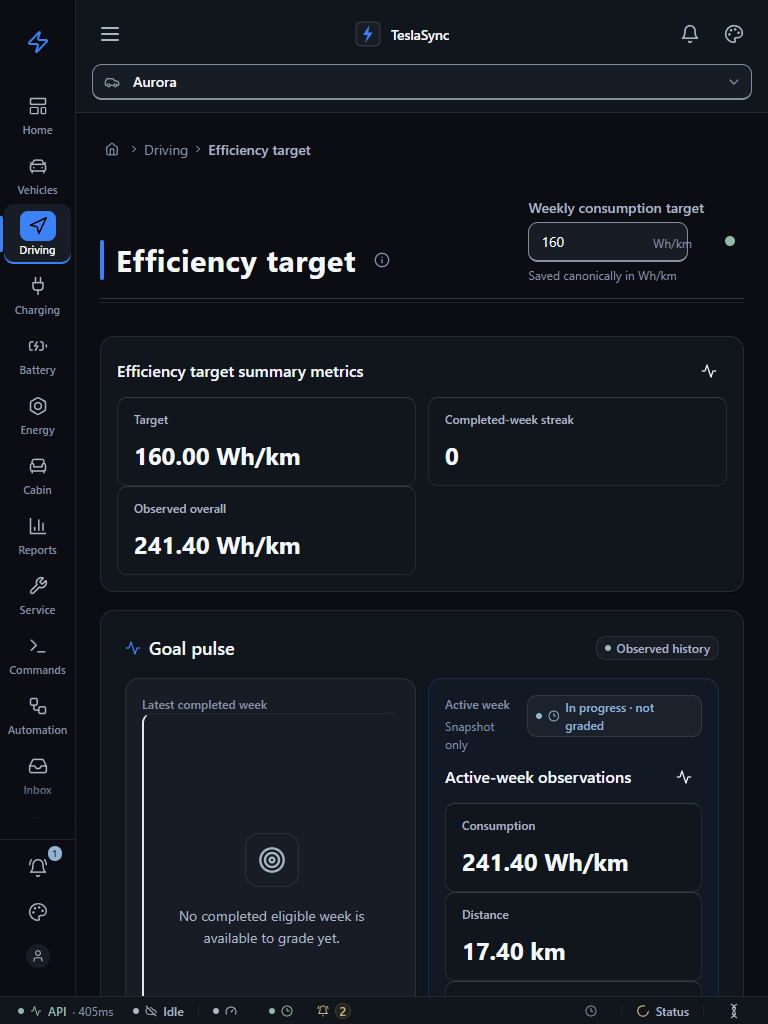 TeslaSync
Aurora
Home
Vehicles
Driving
Charging
Battery
Energy
Cabin
Reports
Service
Commands
Automation
Inbox
1
Driving
Efficiency target
Efficiency target
Weekly consumption target
160 Wh/km
Saved canonically in Wh/km
Efficiency target summary metrics
Target
160.00 Wh/km
Completed-week streak
0
Observed overall
241.40 Wh/km
Goal pulse
Observed history
Latest completed week
No completed eligible week is
available to grade yet.
Active week
Snapshot
only
In progress · not
graded
Active-week observations
Consumption
241.40 Wh/km
Distance
17.40 km
API · 405ms
Idle
2
Status